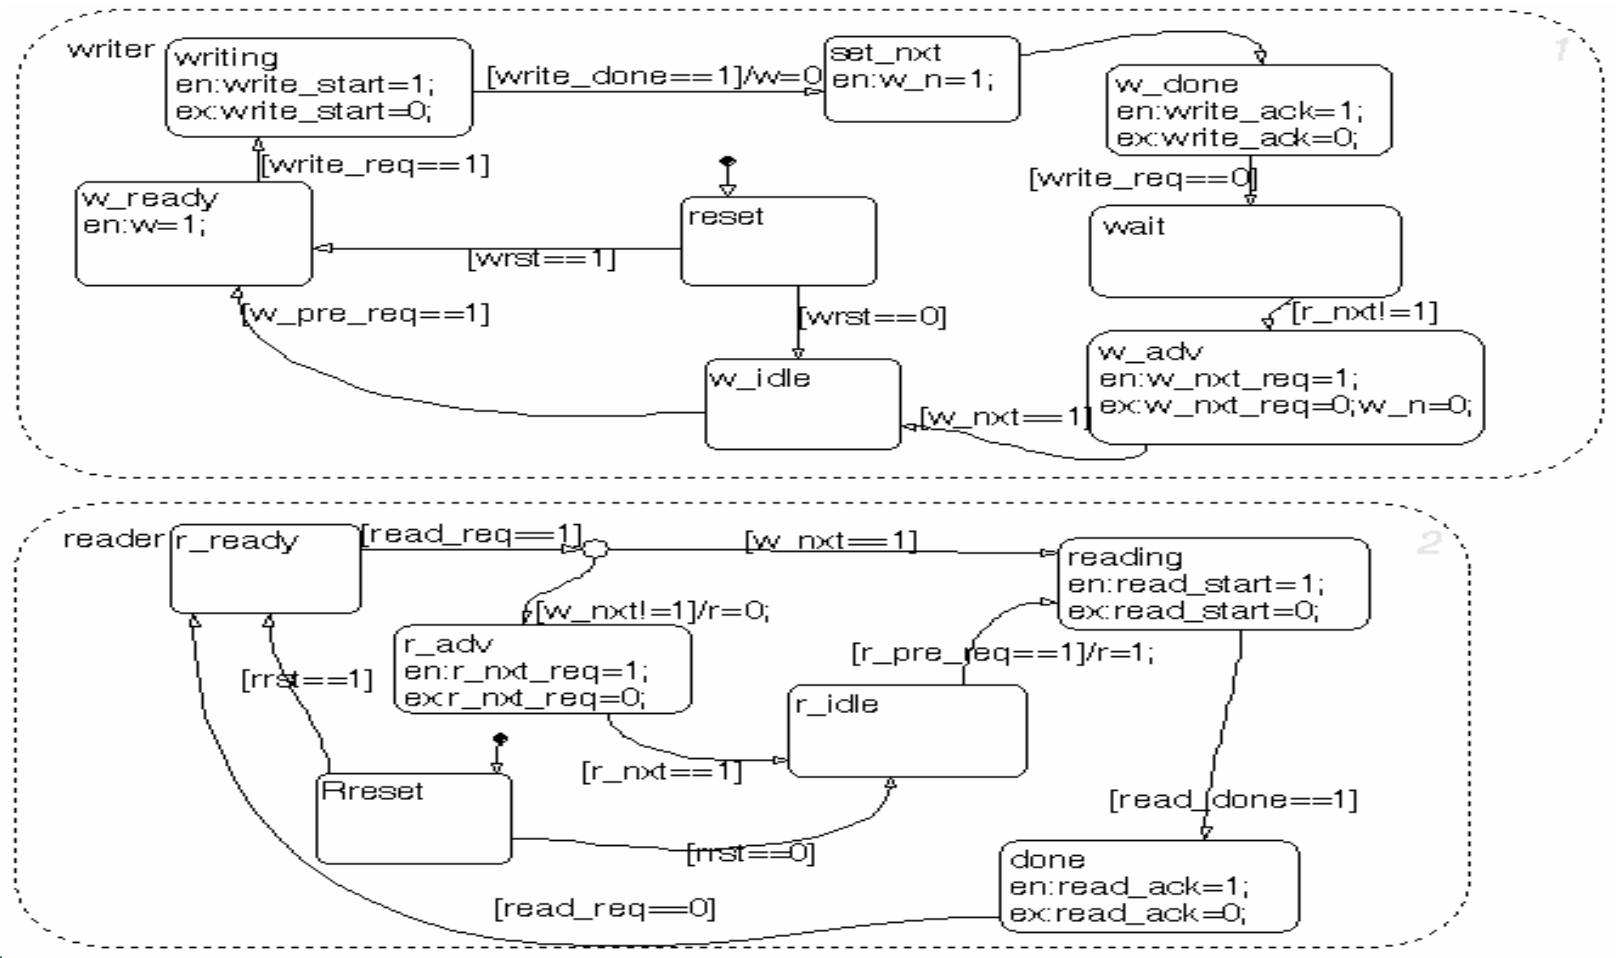 writer
writing
en:write_start=1;
ex:write_start=0;
[write_done==1]/w=0
set_nxt
en:w_n=1;
1
w_done
en:write_ack=1;
ex:write_ack=0;
[write_req==1]
[write_req==0]
w_ready
en:w=1;
reset
wait
[wrst==1]
[w_pre_req==1]
[wrst==0]
[r_nxt!=1]
w_adv
en:w_nxt_req=1;
ex:w_nxt_req=0;w_n=0;
w_idle
[w_nxt==1]
reader
r_ready
[read_req==1]
[w_nxt==1]
2
reading
en:read_start=1;
ex:read_start=0;
[w_nxt!=1]/r=0;
r_adv
en:r_nxt_req=1;
ex:r_nxt_req=0;
[r_pre_req==1]/r=1;
[rrst==1]
r_idle
[r_nxt==1]
Rreset
[read_done==1]
[rrst==0]
done
en:read_ack=1;
ex:read_ack=0;
[read_req==0]